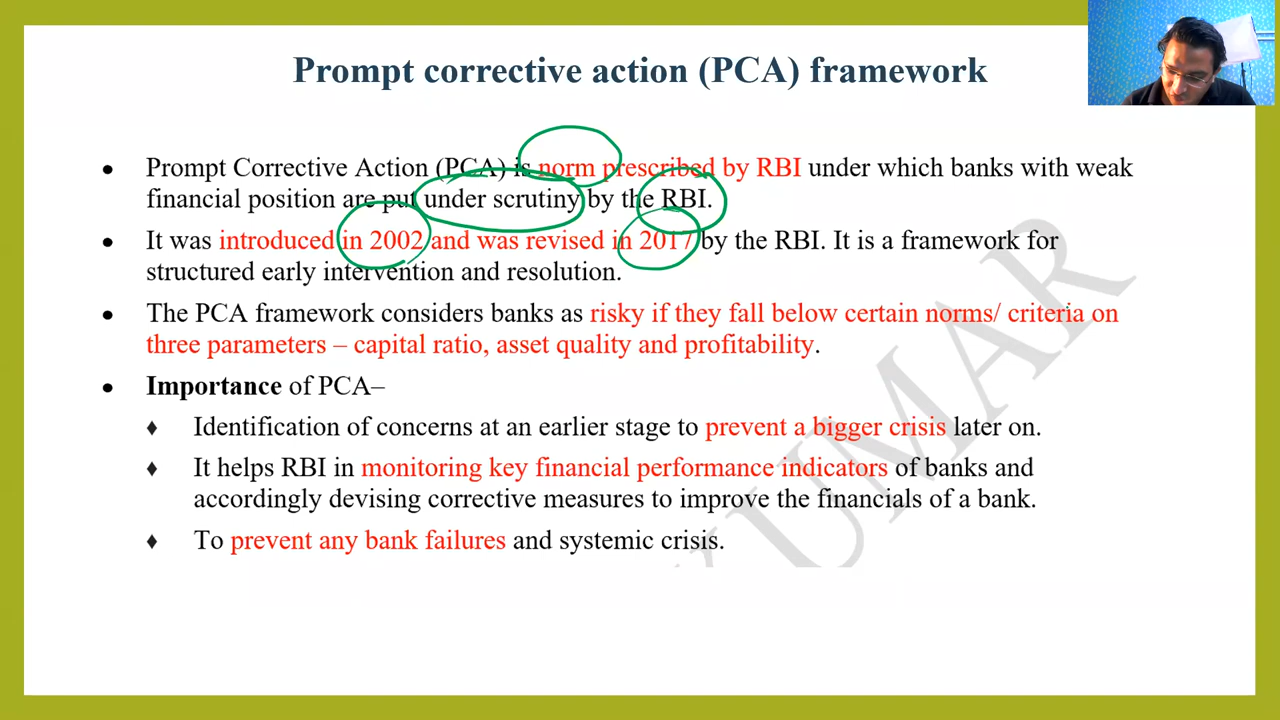 Prompt corrective action (PCA) framework
• Prompt Corrective Action (PCA) is norm prescribed by RBI under which banks with weak
financial position are put under scrutiny by the RBI.
• It was introduced in 2002 and was revised in 2017 by the RBI. It is a framework for
structured early intervention and resolution.
• The PCA framework considers banks as risky if they fall below certain norms/ criteria on
three parameters – capital ratio, asset quality and profitability.
• Importance of PCA–
♦ Identification of concerns at an earlier stage to prevent a bigger crisis later on.
♦ It helps RBI in monitoring key financial performance indicators of banks and
accordingly devising corrective measures to improve the financials of a bank.
♦ To prevent any bank failures and systemic crisis.
KUMAR